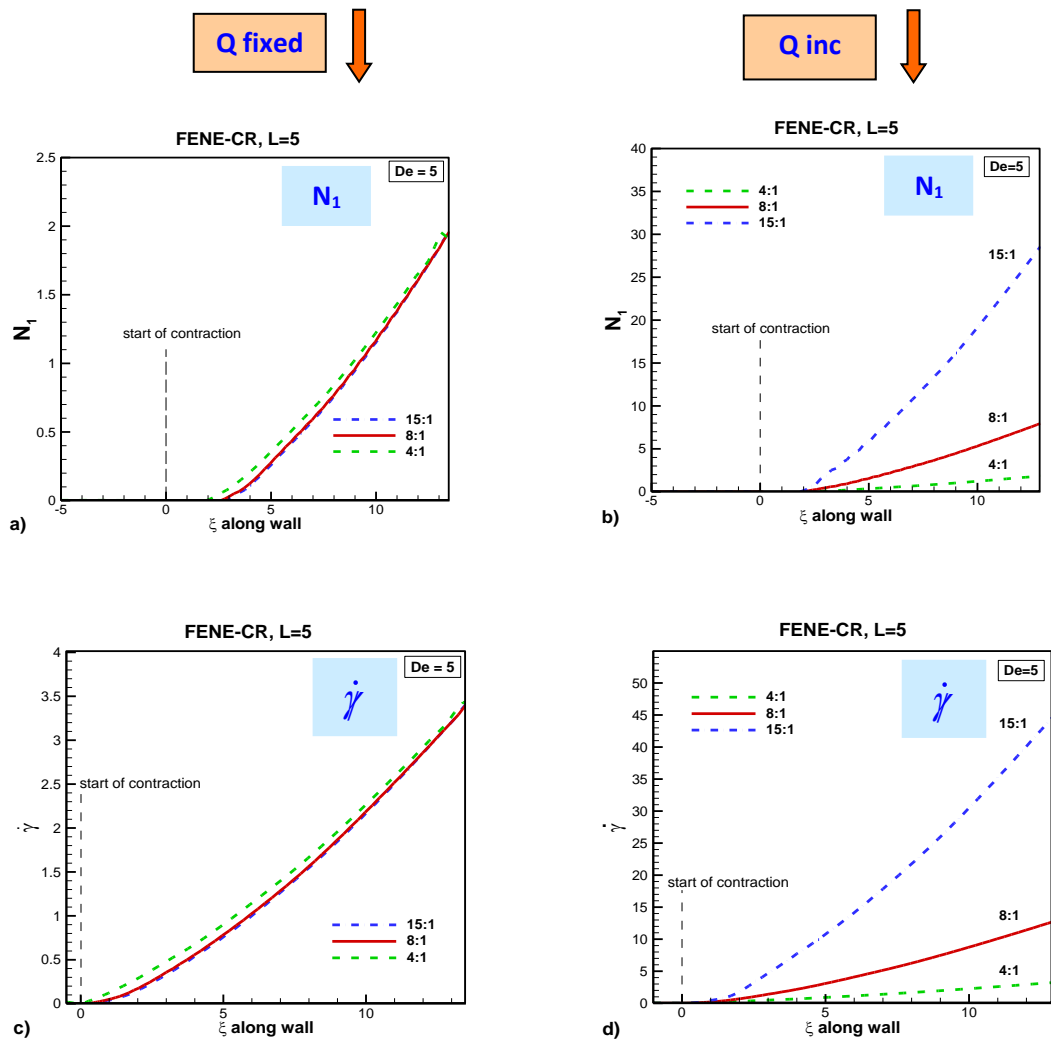 Q fixed
Q inc
FENE-CR, L=5
De = 5
N₁
2.5
2
1.5
1
0.5
0
N₁
start of contraction
15:1
8:1
4:1
-5
0
5
10
ξ along wall
a)
FENE-CR, L=5
De=5
N₁
4:1
8:1
15:1
40
35
30
25
20
15
10
5
0
N₁
start of contraction
15:1
8:1
4:1
-5
0
5
10
ξ along wall
b)
FENE-CR, L=5
De = 5
γ̇
4
3.5
3
2.5
2
1.5
1
0.5
0
γ̇
start of contraction
15:1
8:1
4:1
0
5
10
ξ along wall
c)
FENE-CR, L=5
De=5
γ̇
4:1
8:1
15:1
50
45
40
35
30
25
20
15
10
5
0
γ̇
start of contraction
15:1
8:1
4:1
0
5
10
ξ along wall
d)